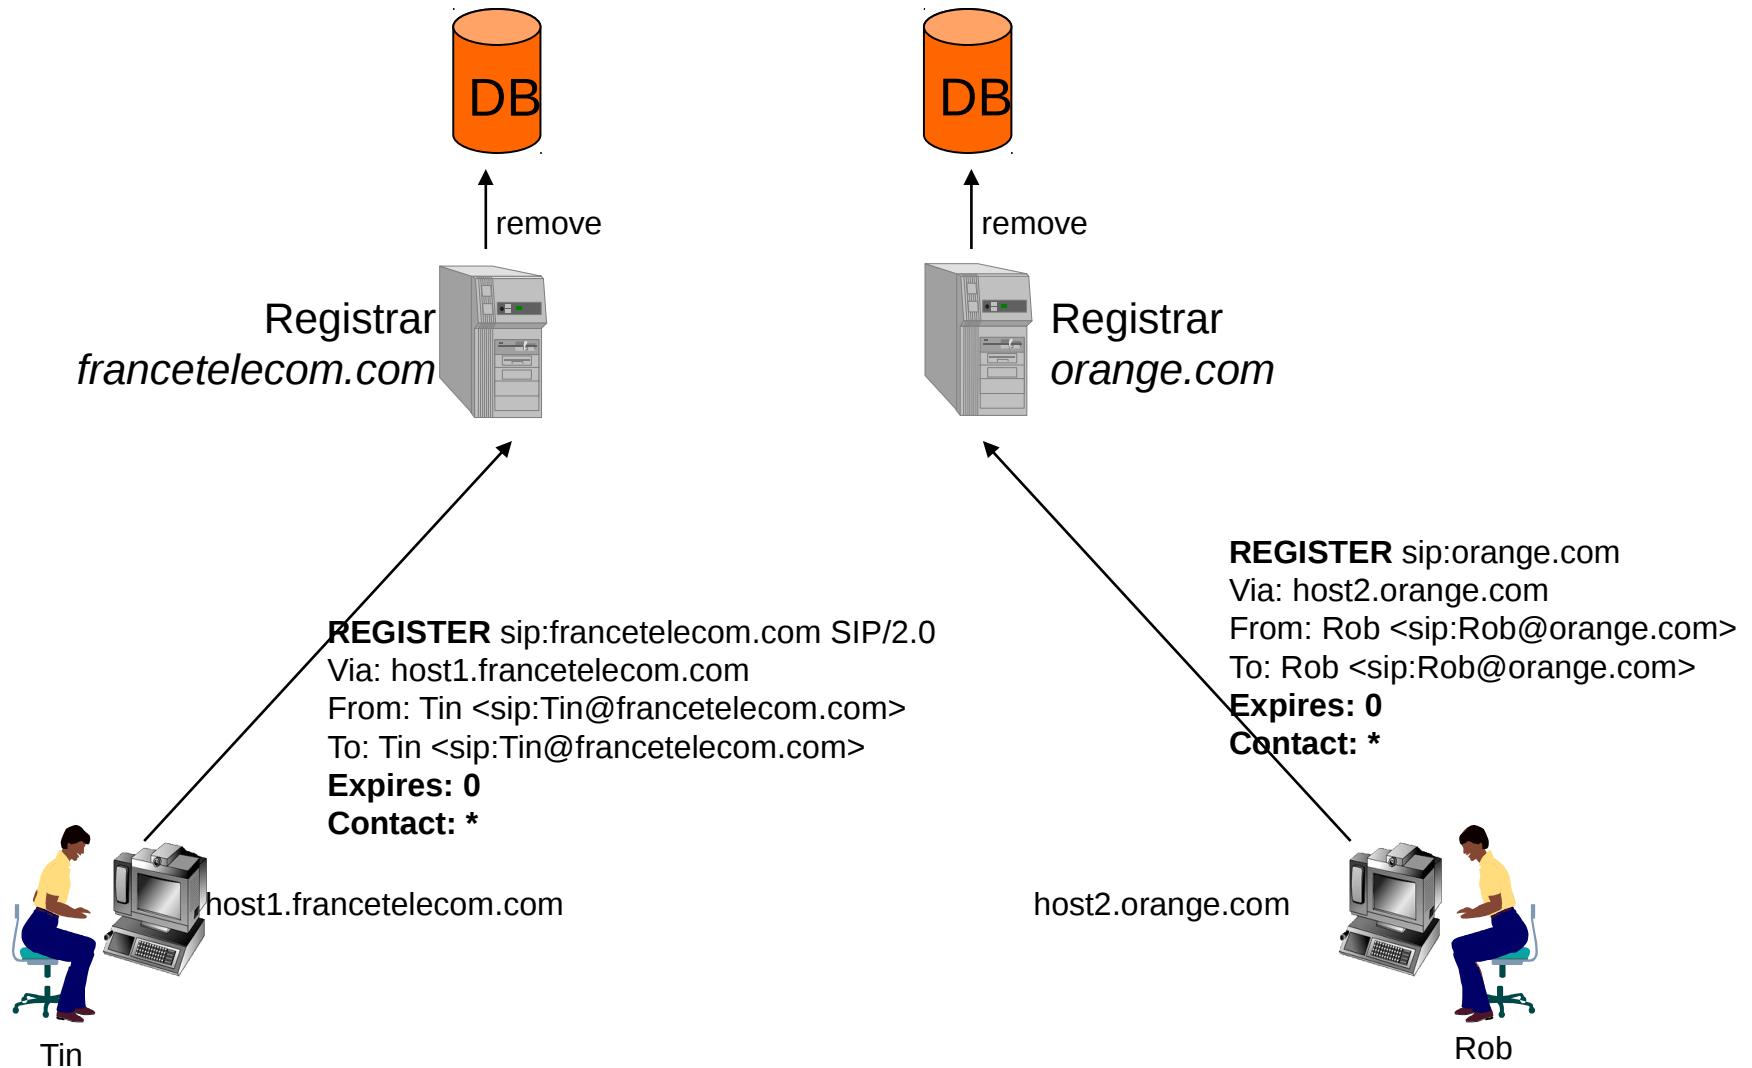 DB
DB
remove
remove
Registrar
francetelecom.com
Registrar
orange.com
REGISTER sip:orange.com
Via: host2.orange.com
From: Rob <sip:Rob@orange.com>
To: Rob <sip:Rob@orange.com>
Expires: 0
Contact: *
REGISTER sip:francetelecom.com SIP/2.0
Via: host1.francetelecom.com
From: Tin <sip:Tin@francetelecom.com>
To: Tin <sip:Tin@francetelecom.com>
Expires: 0
Contact: *
host1.francetelecom.com
host2.orange.com
Tin
Rob